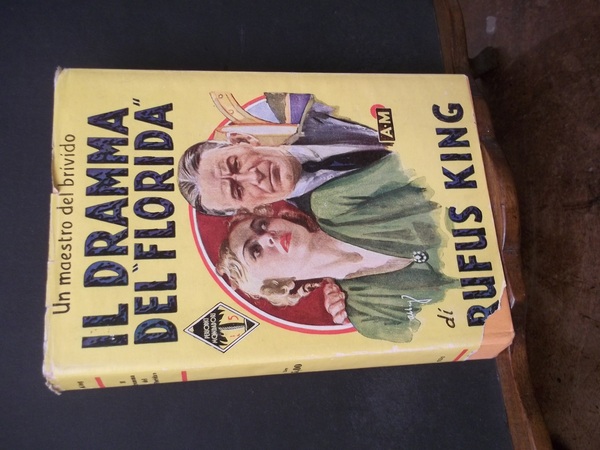 Un maestro del brivido
IL DRAMMA
DEL "FLORIDA"
A·M
di
RUFUS KING